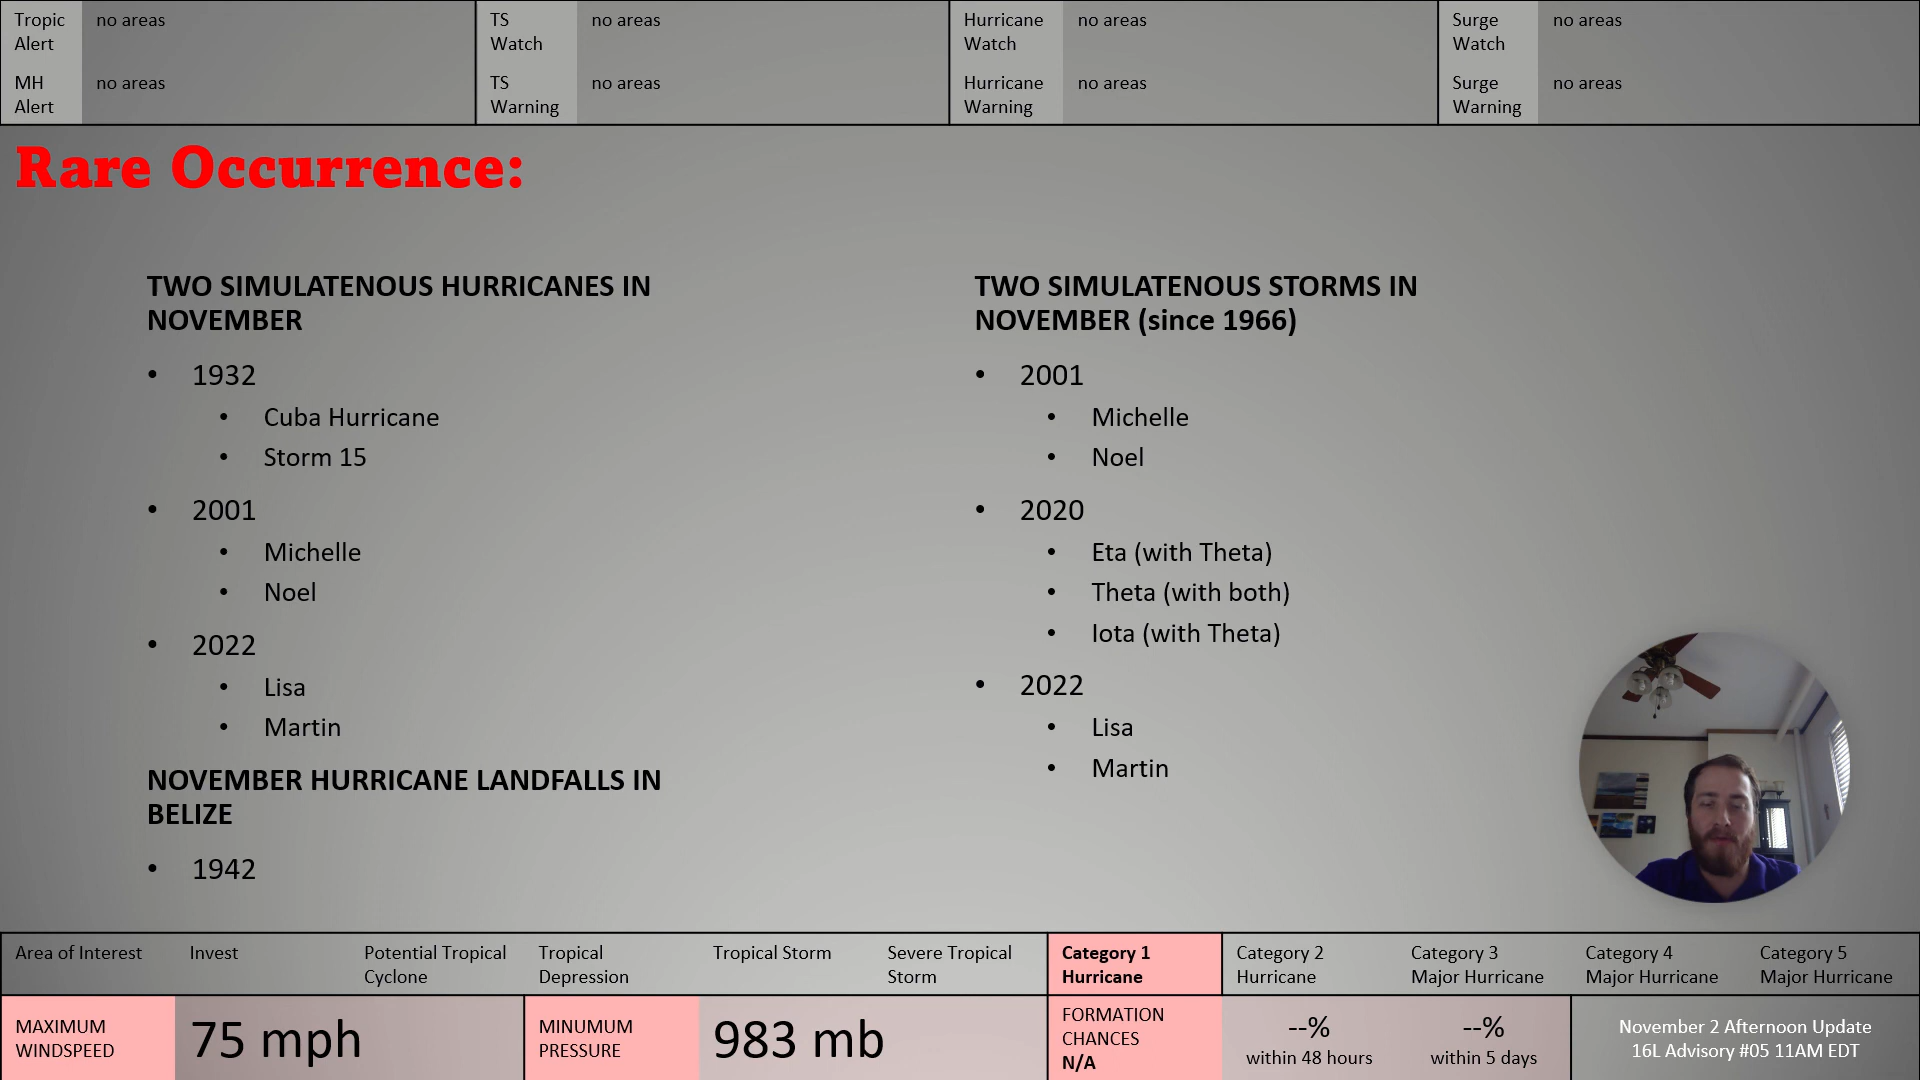 Tropic
Alert
no areas
TS
Watch
no areas
Hurricane
Watch
no areas
Surge
Watch
no areas
MH
Alert
no areas
TS
Warning
no areas
Hurricane
Warning
no areas
Surge
Warning
no areas
Rare Occurrence:
TWO SIMULATENOUS HURRICANES IN
NOVEMBER
• 1932
• Cuba Hurricane
• Storm 15
• 2001
• Michelle
• Noel
• 2022
• Lisa
• Martin
NOVEMBER HURRICANE LANDFALLS IN
BELIZE
• 1942
TWO SIMULATENOUS STORMS IN
NOVEMBER (since 1966)
• 2001
• Michelle
• Noel
• 2020
• Eta (with Theta)
• Theta (with both)
• Iota (with Theta)
• 2022
• Lisa
• Martin
Area of Interest
Invest
Potential Tropical
Cyclone
Tropical
Depression
Tropical Storm
Severe Tropical
Storm
Category 1
Hurricane
Category 2
Hurricane
Category 3
Major Hurricane
Category 4
Major Hurricane
Category 5
Major Hurricane
MAXIMUM
WINDSPEED
75 mph
MINUMUM
PRESSURE
983 mb
FORMATION
CHANCES
N/A
--%
within 48 hours
--%
within 5 days
November 2 Afternoon Update
16L Advisory #05 11AM EDT